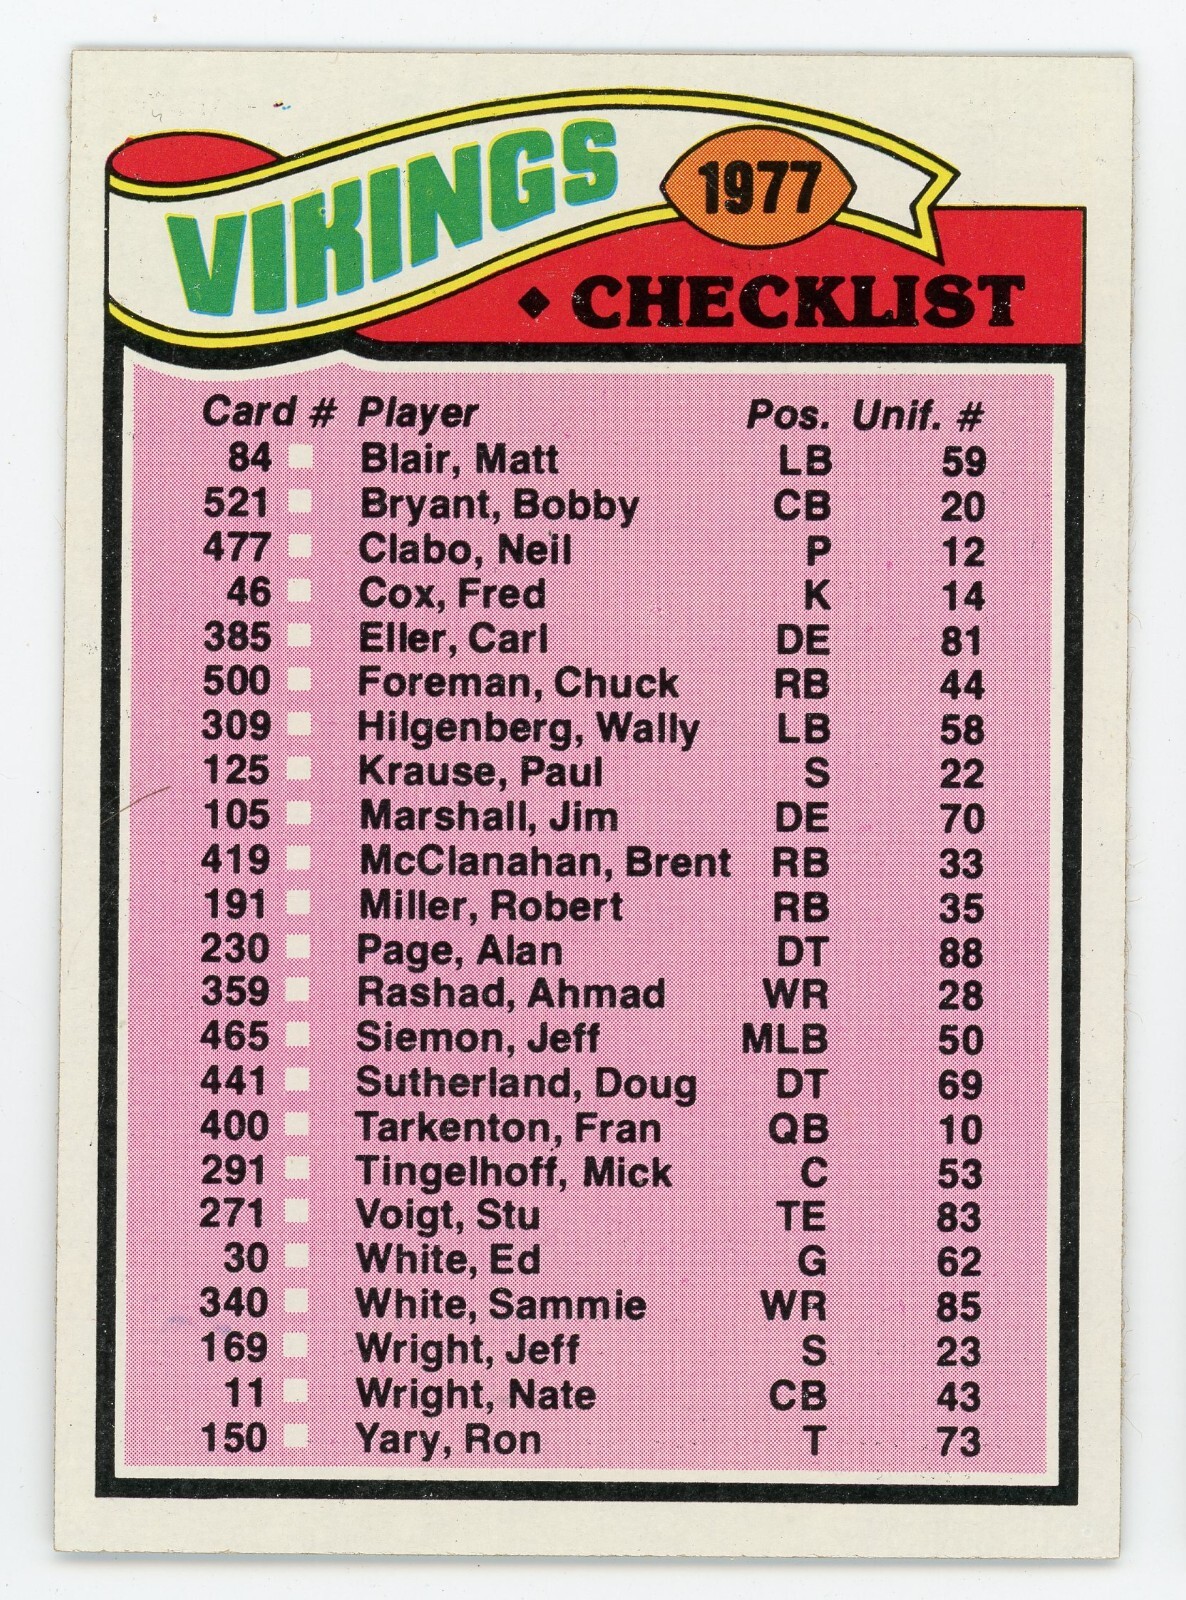 VIKINGS
1977
◆ CHECKLIST
Card # Player Pos. Unif. #
84 Blair, Matt LB 59
521 Bryant, Bobby CB 20
477 Clabo, Neil P 12
46 Cox, Fred K 14
385 Eller, Carl DE 81
500 Foreman, Chuck RB 44
309 Hilgenberg, Wally LB 58
125 Krause, Paul S 22
105 Marshall, Jim DE 70
419 McClanahan, Brent RB 33
191 Miller, Robert RB 35
230 Page, Alan DT 88
359 Rashad, Ahmad WR 28
465 Siemon, Jeff MLB 50
441 Sutherland, Doug DT 69
400 Tarkenton, Fran QB 10
291 Tingelhoff, Mick C 53
271 Voigt, Stu TE 83
30 White, Ed G 62
340 White, Sammie WR 85
169 Wright, Jeff S 23
11 Wright, Nate CB 43
150 Yary, Ron T 73